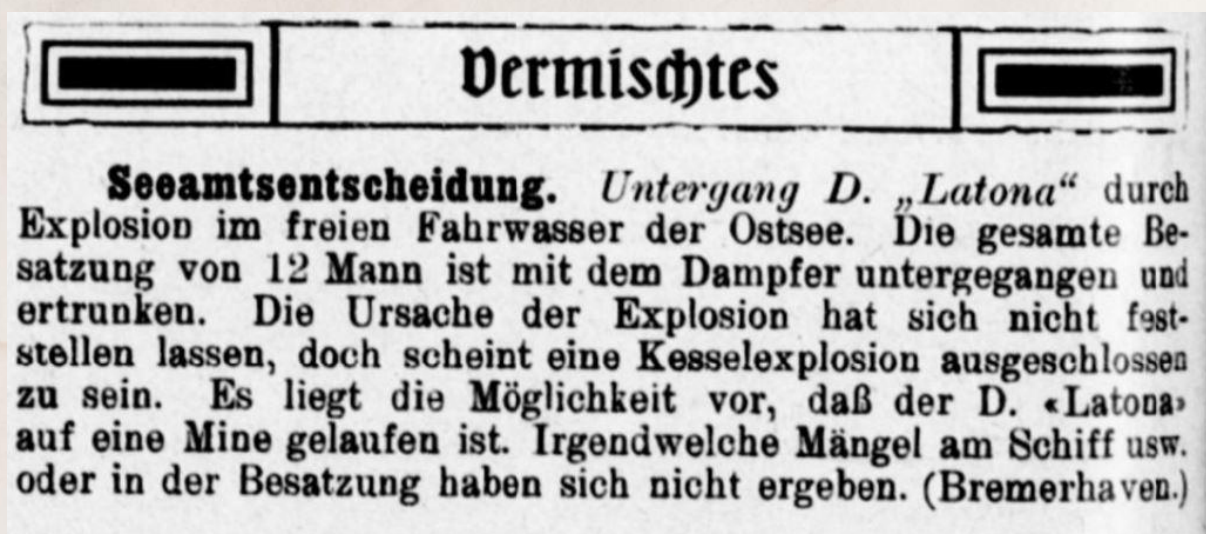 Vermischtes
Seeamtsentscheidung. Untergang D. „Latona“ durch
Explosion im freien Fahrwasser der Ostsee. Die gesamte Be-
satzung von 12 Mann ist mit dem Dampfer untergegangen und
ertrunken. Die Ursache der Explosion hat sich nicht fest-
stellen lassen, doch scheint eine Kesselexplosion ausgeschlossen
zu sein. Es liegt die Möglichkeit vor, daß der D. «Latona»
auf eine Mine gelaufen ist. Irgendwelche Mängel am Schiff usw.
oder in der Besatzung haben sich nicht ergeben. (Bremerhaven.)